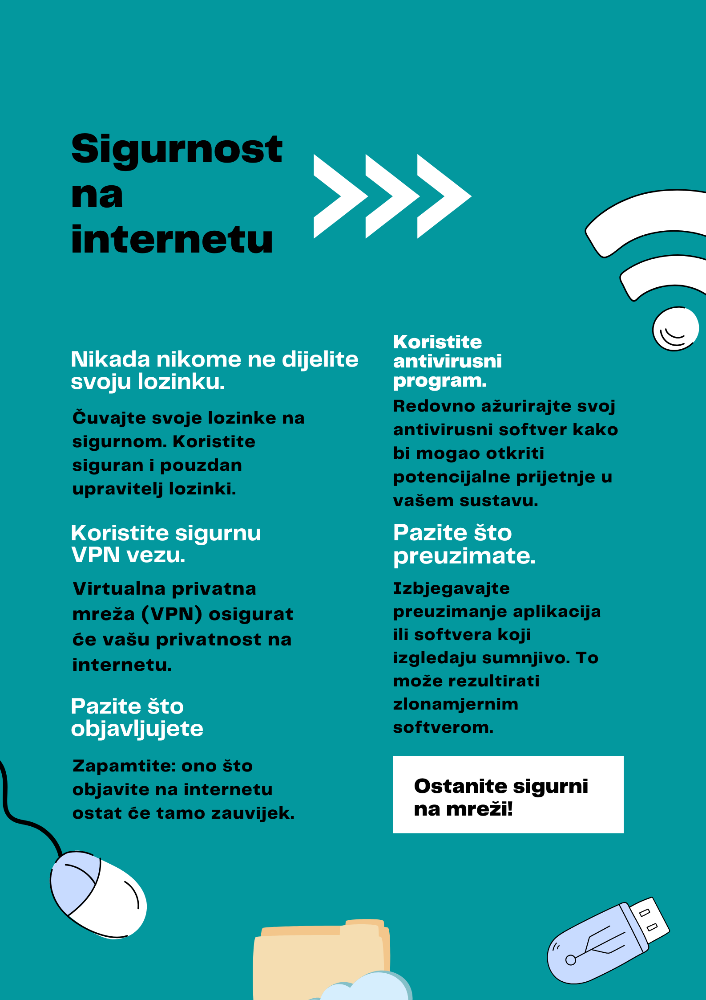 Sigurnost
na
internetu
Nikada nikome ne dijelite
svoju lozinku.
Čuvajte svoje lozinke na
sigurnom. Koristite
siguran i pouzdan
upravitelj lozinki.
Koristite sigurnu
VPN vezu.
Virtualna privatna
mreža (VPN) osigurat
će vašu privatnost na
internetu.
Pazite što
objavljujete
Zapamtite: ono što
objavite na internetu
ostat će tamo zauvijek.
Koristite
antivirusni
program.
Redovno ažurirajte svoj
antivirusni softver kako
bi mogao otkriti
potencijalne prijetnje u
vašem sustavu.
Pazite što
preuzimate.
Izbjegavajte
preuzimanje aplikacija
ili softvera koji
izgledaju sumnjivo. To
može rezultirati
zlonamjernim
softverom.
Ostanite sigurni
na mreži!